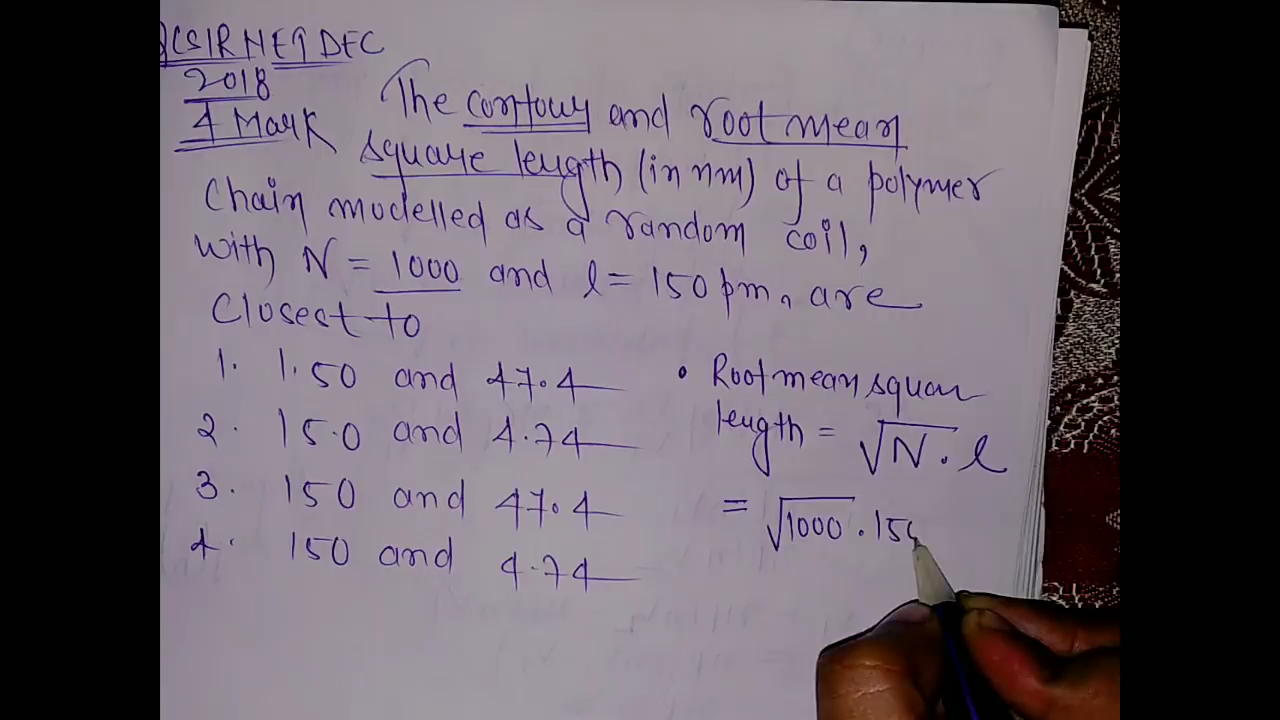 CSIR NET DEC
2018
4 Mark
The contour and root mean
square length (in nm) of a polymer
Chain modelled as a random coil,
with N = 1000 and l = 150 pm, are
Closest to
1. 1.50 and 47.4
2. 15.0 and 4.74
3. 150 and 47.4
4. 150 and 4.74
• Root mean squar
length = √N . l
= √1000 . 150